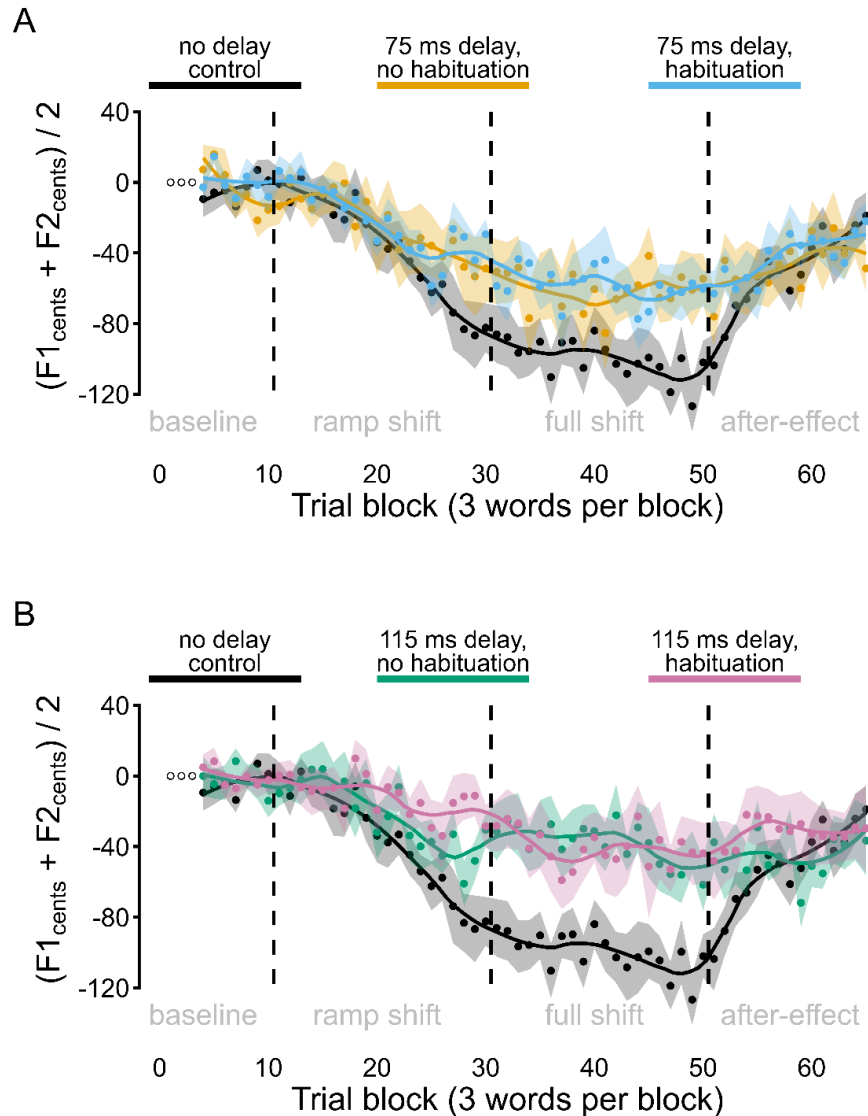 A
no delay control
75 ms delay, no habituation
75 ms delay, habituation
(F1cents + F2cents) / 2
40
0
-40
-80
-120
baseline ramp shift full shift after-effect
0 10 20 30 40 50 60
Trial block (3 words per block)
B
no delay control
115 ms delay, no habituation
115 ms delay, habituation
(F1cents + F2cents) / 2
40
0
-40
-80
-120
baseline ramp shift full shift after-effect
0 10 20 30 40 50 60
Trial block (3 words per block)